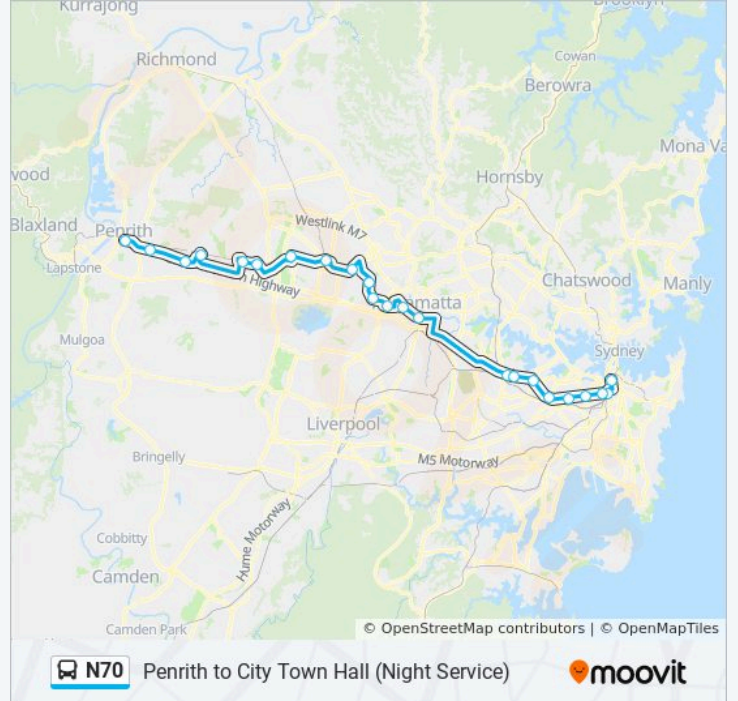 Kurrajong
Brooklyn
Richmond
Cowan
Berowra
Mona Va
wood
Hornsby
Blaxland
Penrith
Westlink M7
Lapstone
n Highway
amatta
Chatswood
Manly
Mulgoa
Sydney
Liverpool
M5 Motorway
Bringelly
Hume Motorway
Cobbitty
Camden
Camden Park
© OpenStreetMap contributors | © OpenMapTiles
N70 Penrith to City Town Hall (Night Service) moovit